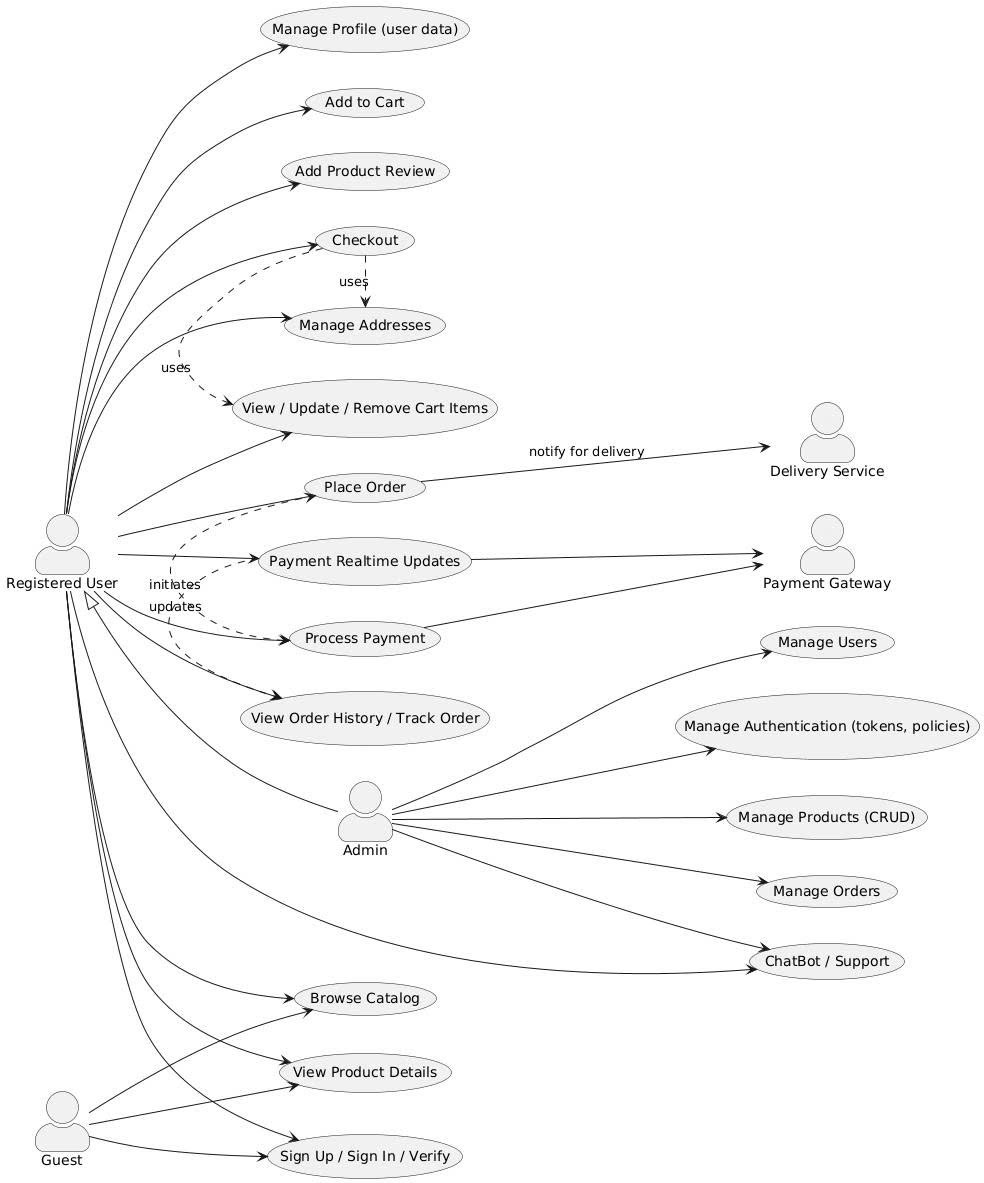 Manage Profile (user data)
Add to Cart
Add Product Review
Checkout
uses
Manage Addresses
uses
View / Update / Remove Cart Items
notify for delivery
Delivery Service
Place Order
Payment Realtime Updates
Payment Gateway
Registered User
initiates
updates
Process Payment
Manage Users
View Order History / Track Order
Manage Authentication (tokens, policies)
Manage Products (CRUD)
Admin
Manage Orders
ChatBot / Support
Browse Catalog
View Product Details
Guest
Sign Up / Sign In / Verify